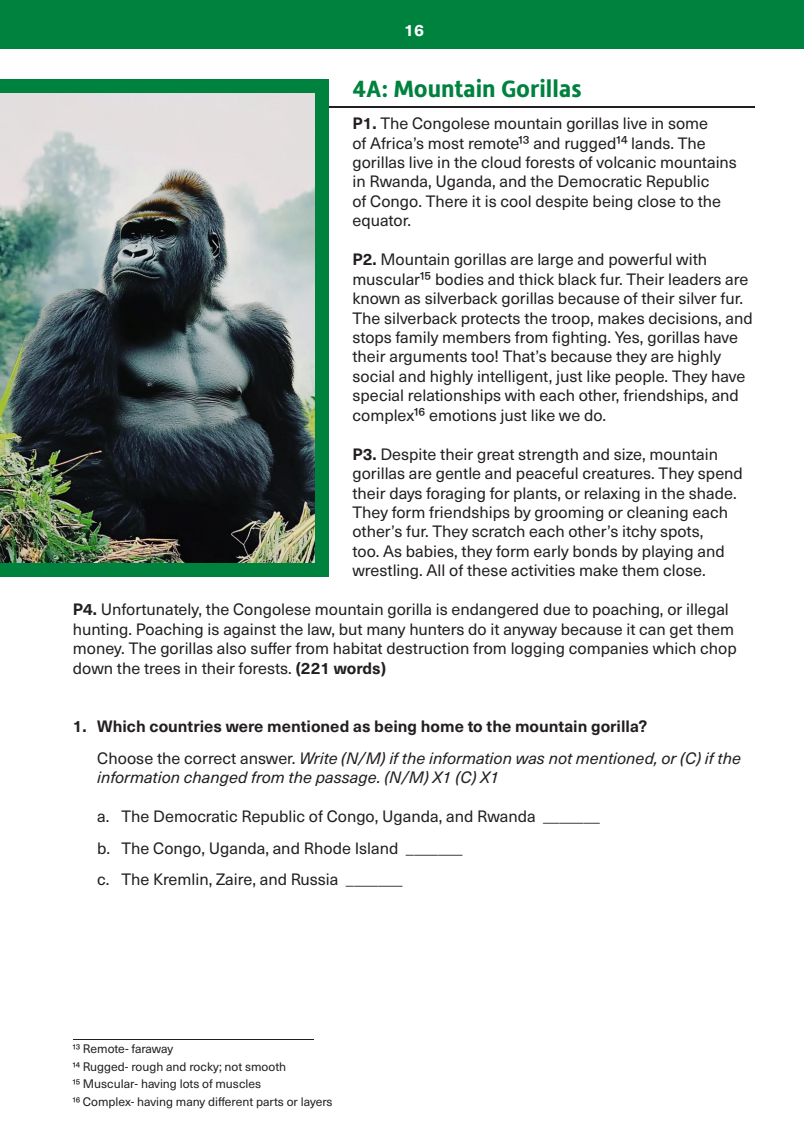 16
4A: Mountain Gorillas
P1. The Congolese mountain gorillas live in some
of Africa's most remote¹³ and rugged¹⁴ lands. The
gorillas live in the cloud forests of volcanic mountains
in Rwanda, Uganda, and the Democratic Republic
of Congo. There it is cool despite being close to the
equator.
P2. Mountain gorillas are large and powerful with
muscular¹⁵ bodies and thick black fur. Their leaders are
known as silverback gorillas because of their silver fur.
The silverback protects the troop, makes decisions, and
stops family members from fighting. Yes, gorillas have
their arguments too! That's because they are highly
social and highly intelligent, just like people. They have
special relationships with each other, friendships, and
complex¹⁶ emotions just like we do.
P3. Despite their great strength and size, mountain
gorillas are gentle and peaceful creatures. They spend
their days foraging for plants, or relaxing in the shade.
They form friendships by grooming or cleaning each
other's fur. They scratch each other's itchy spots,
too. As babies, they form early bonds by playing and
wrestling. All of these activities make them close.
P4. Unfortunately, the Congolese mountain gorilla is endangered due to poaching, or illegal
hunting. Poaching is against the law, but many hunters do it anyway because it can get them
money. The gorillas also suffer from habitat destruction from logging companies which chop
down the trees in their forests. (221 words)
1. Which countries were mentioned as being home to the mountain gorilla?
Choose the correct answer. Write (N/M) if the information was not mentioned, or (C) if the
information changed from the passage. (N/M) X1 (C) X1
a. The Democratic Republic of Congo, Uganda, and Rwanda _______
b. The Congo, Uganda, and Rhode Island _______
c. The Kremlin, Zaire, and Russia _______
¹³ Remote- faraway
¹⁴ Rugged- rough and rocky; not smooth
¹⁵ Muscular- having lots of muscles
¹⁶ Complex- having many different parts or layers